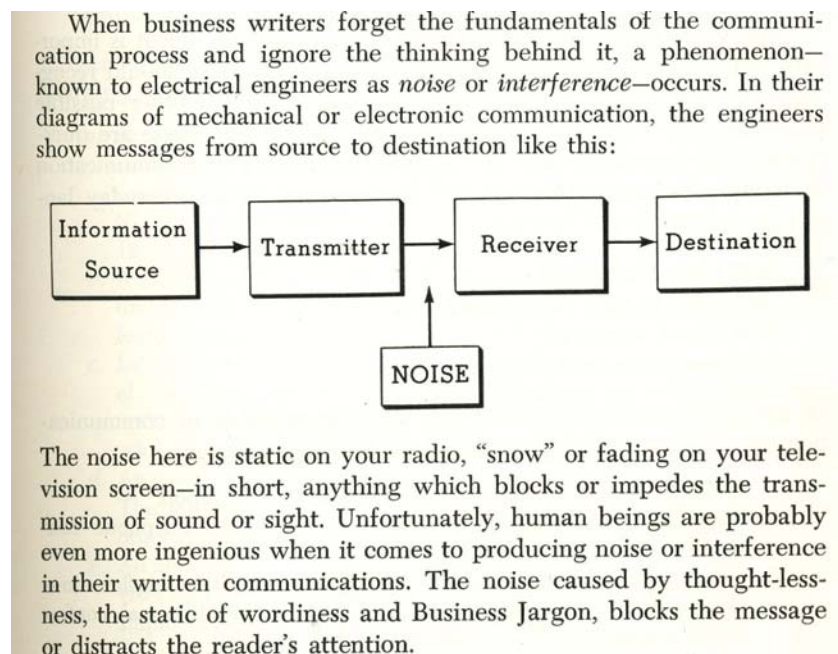 When business writers forget the fundamentals of the communi-
cation process and ignore the thinking behind it, a phenomenon—
known to electrical engineers as noise or interference—occurs. In their
diagrams of mechanical or electronic communication, the engineers
show messages from source to destination like this:
Information
Source
Transmitter
Receiver
Destination
NOISE
The noise here is static on your radio, “snow” or fading on your tele-
vision screen—in short, anything which blocks or impedes the trans-
mission of sound or sight. Unfortunately, human beings are probably
even more ingenious when it comes to producing noise or interference
in their written communications. The noise caused by thought-less-
ness, the static of wordiness and Business Jargon, blocks the message
or distracts the reader’s attention.